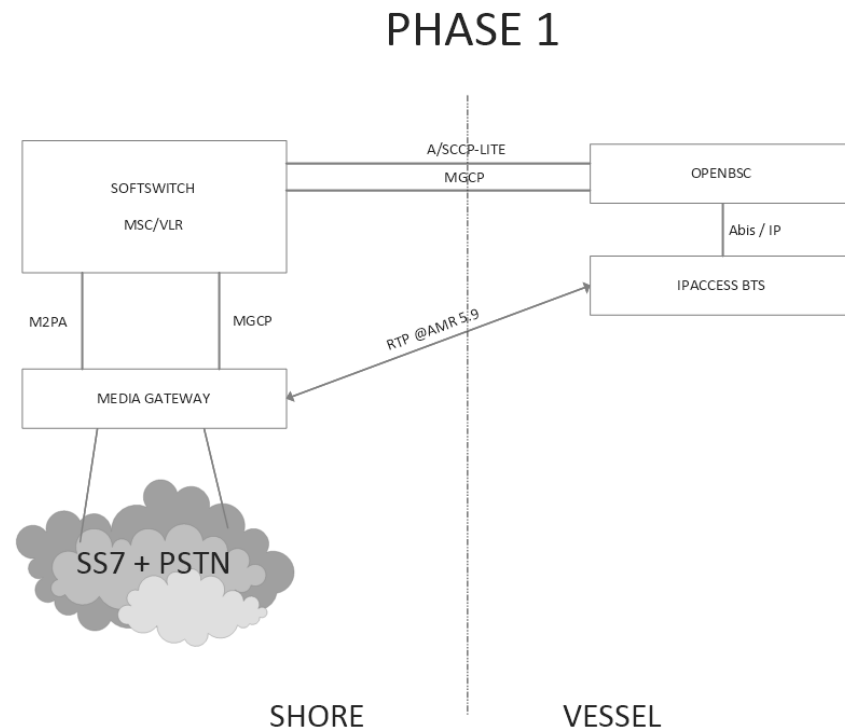 PHASE 1
A/SCCP-LITE
SOFTSWITCH
MSC/VLR
MGCP
OPENBSC
Abis / IP
IPACCESS BTS
M2PA
MGCP
RTP @AMR 5.9
MEDIA GATEWAY
SS7 + PSTN
SHORE
VESSEL